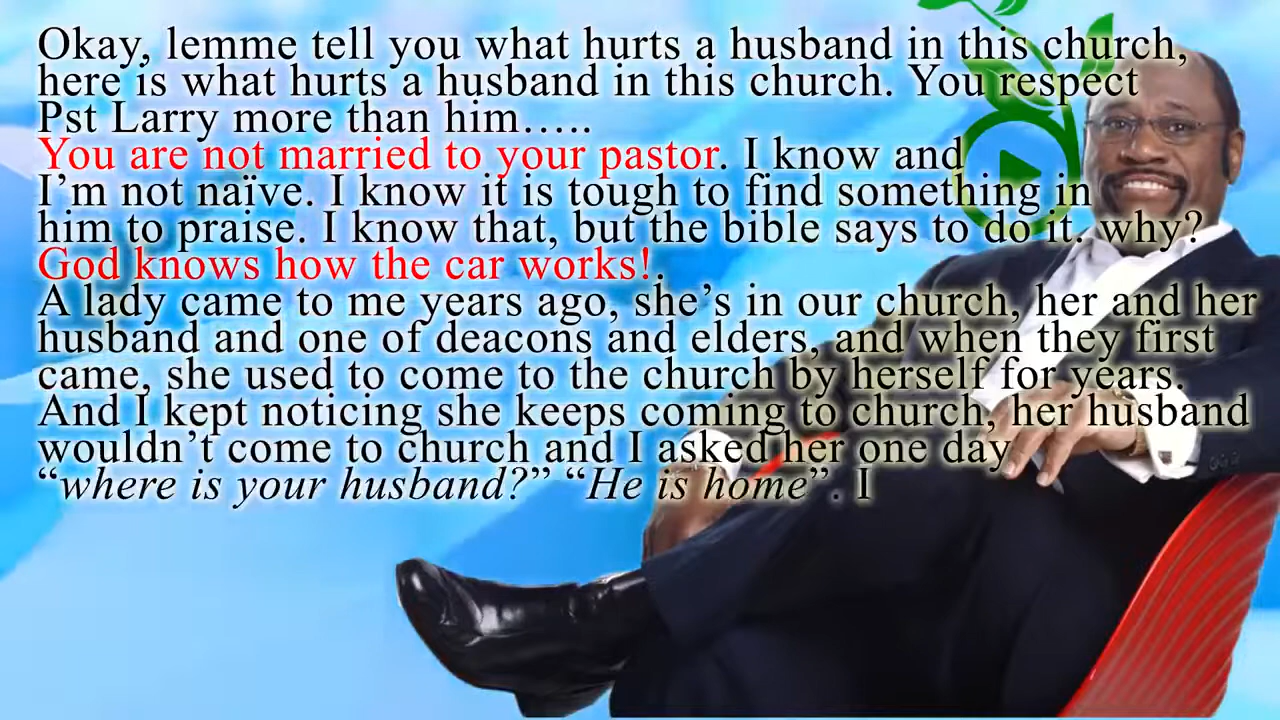 Okay, lemme tell you what hurts a husband in this church,
here is what hurts a husband in this church. You respect
Pst Larry more than him…..
You are not married to your pastor. I know and
I’m not naïve. I know it is tough to find something in
him to praise. I know that, but the bible says to do it. why?
God knows how the car works!.
A lady came to me years ago, she’s in our church, her and her
husband and one of deacons and elders, and when they first
came, she used to come to the church by herself for years.
And I kept noticing she keeps coming to church, her husband
wouldn’t come to church and I asked her one day
“where is your husband?” “He is home”. I